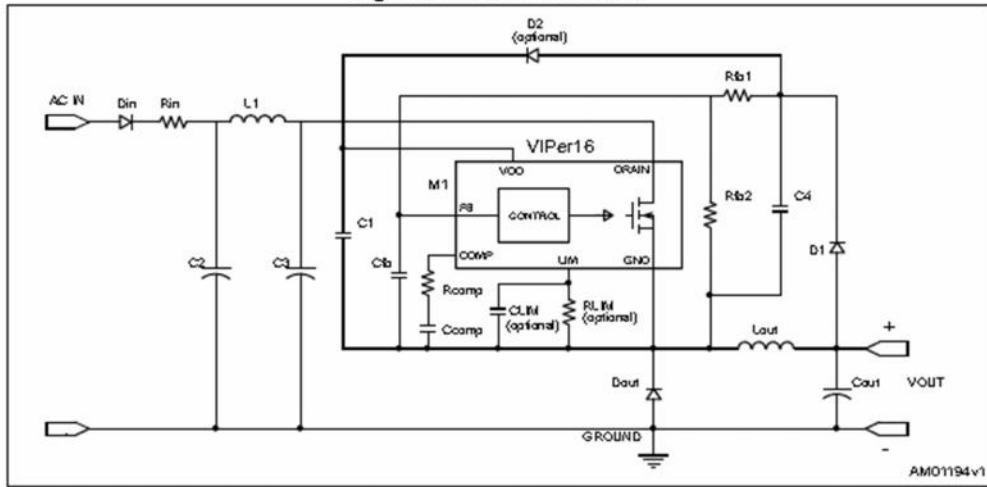 D2
(optional)
Rfb1
AC IN
Din
Rin
L1
VIPer16
VDD
DRAIN
M1
FB
CONTROL
Rfb2
C4
C1
D1
C2
C3
Cfb
COMP
LIM
GND
Rcomp
CLIM
(optional)
RLIM
(optional)
Ccomp
Lout
+
Dout
Cout
VOUT
GROUND
-
AM01194v1